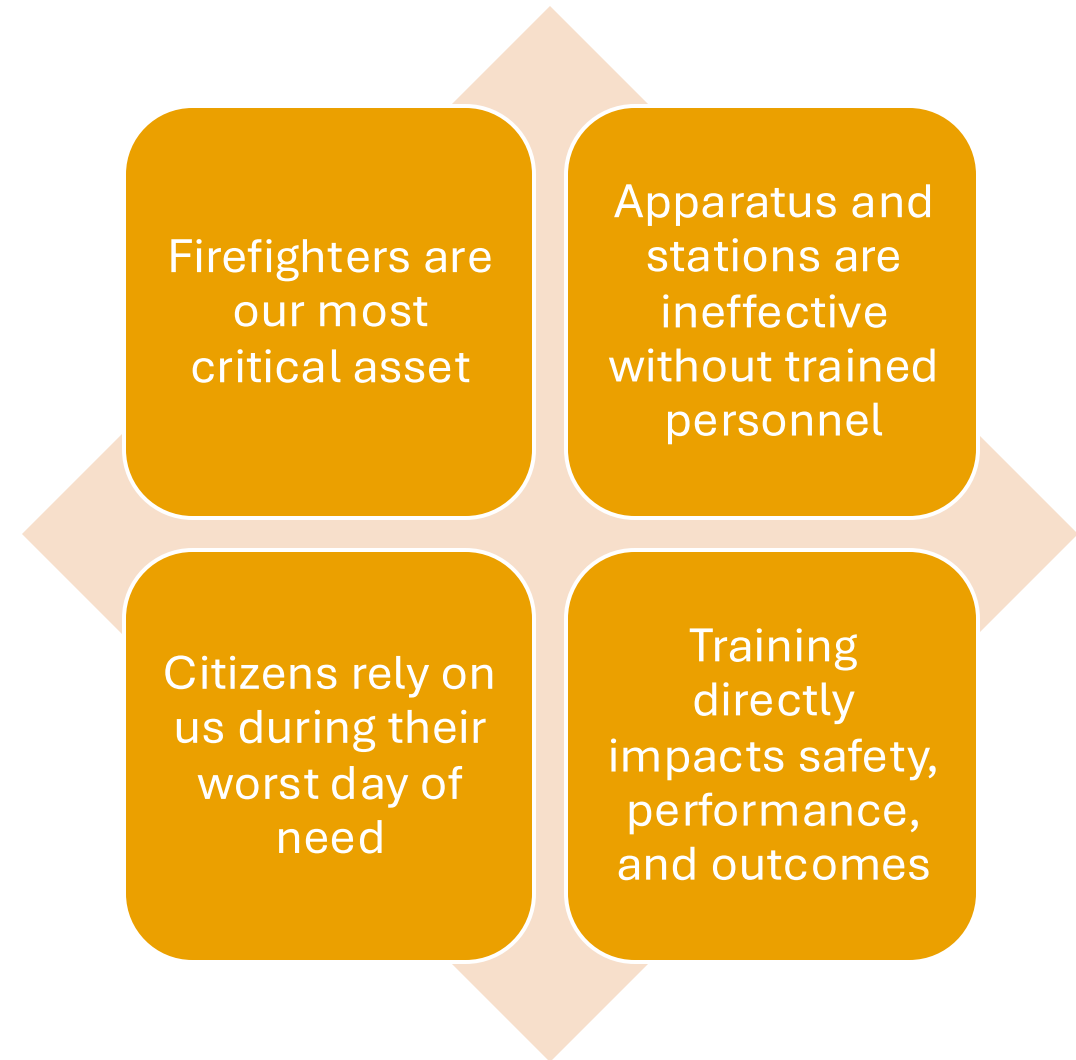 Firefighters are
our most
critical asset
Apparatus and
stations are
ineffective
without trained
personnel
Citizens rely on
us during their
worst day of
need
Training
directly
impacts safety,
performance,
and outcomes